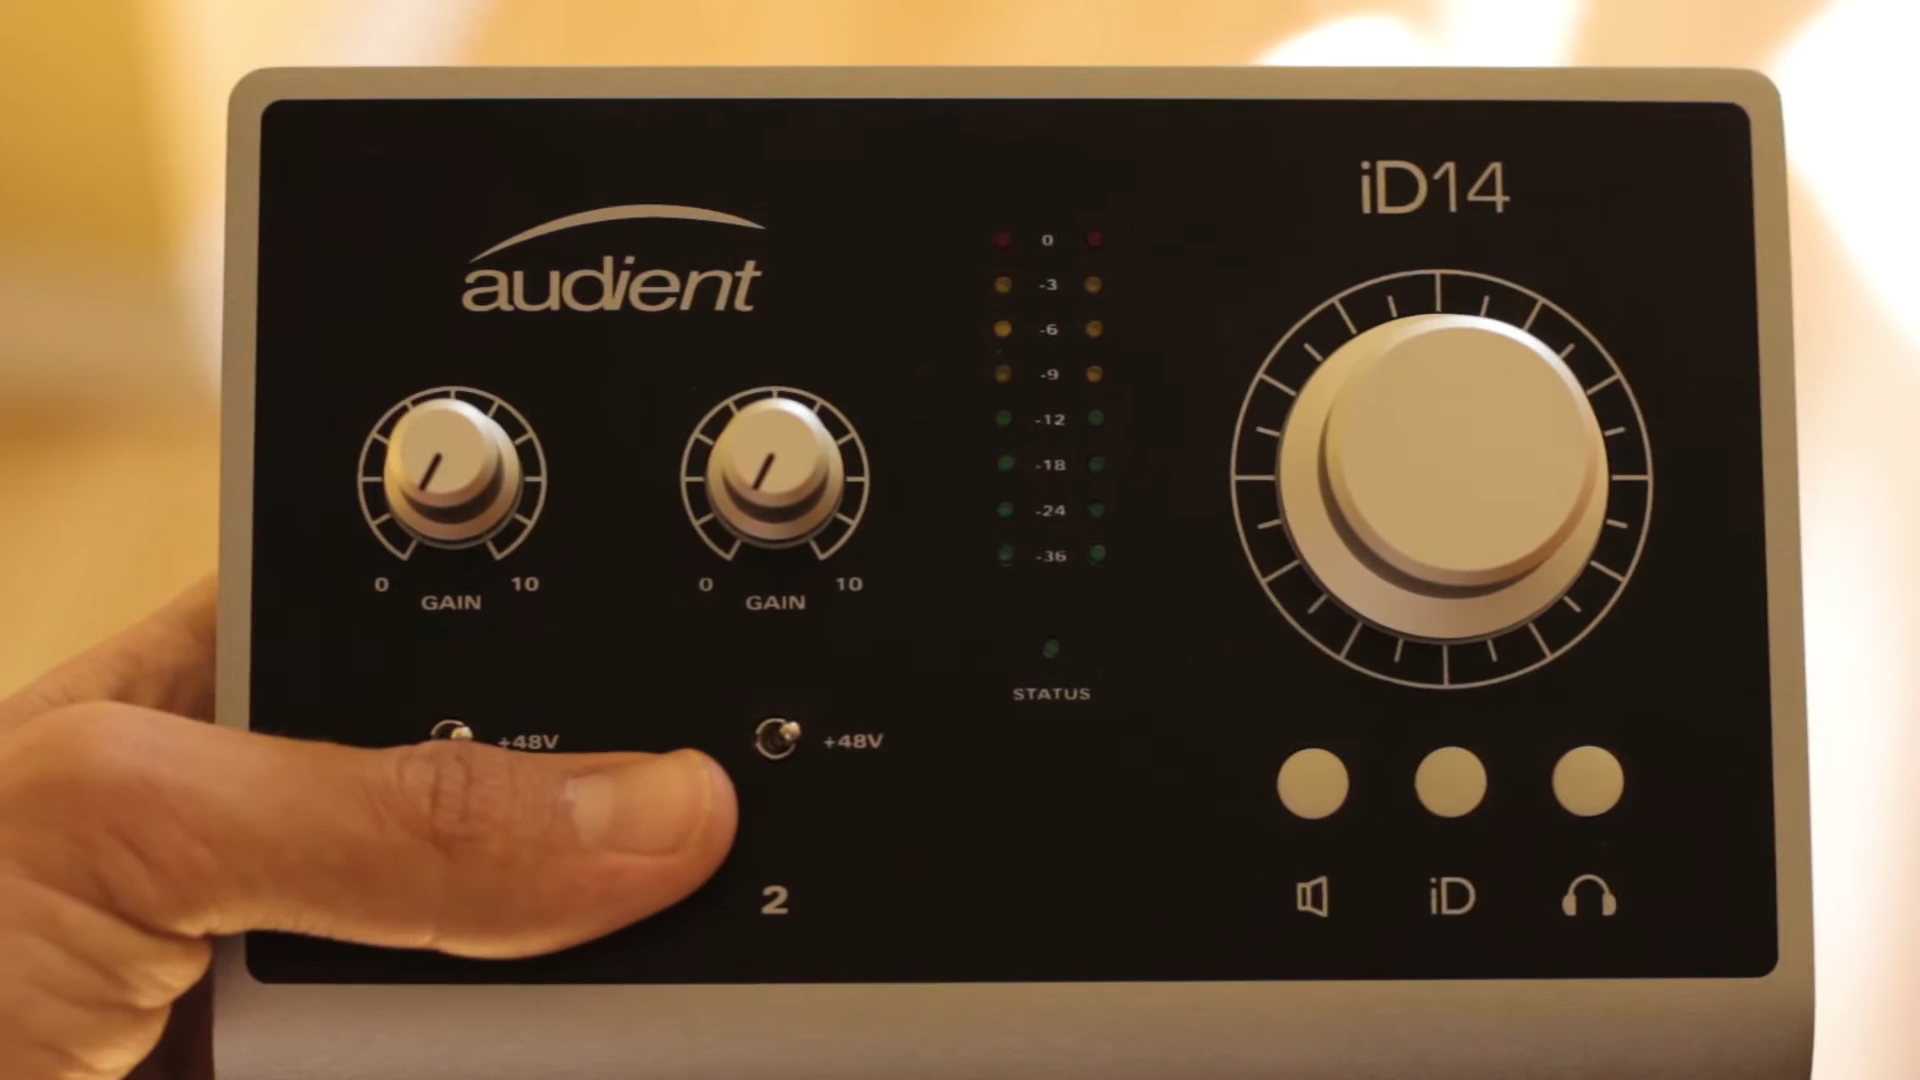 audient
iD14
0
-3
-6
-9
-12
-18
-24
-36
0 10
GAIN
0 10
GAIN
STATUS
+48V
+48V
2
iD